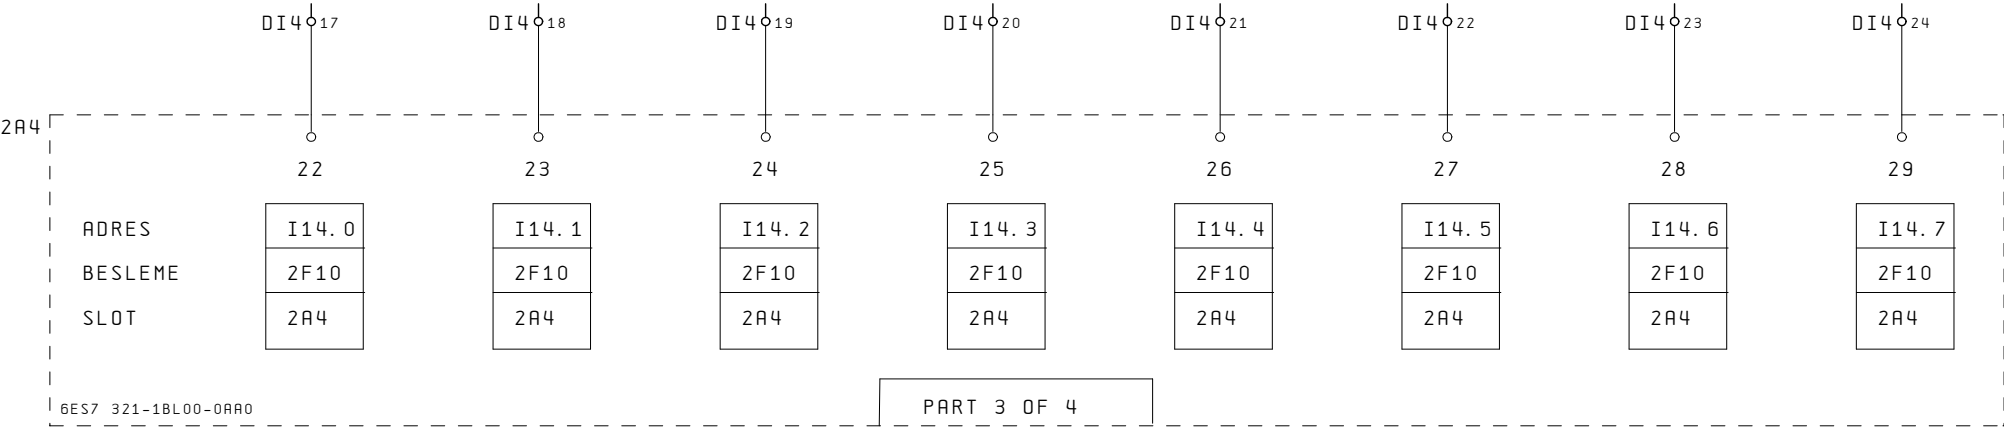 DI4 17 DI4 18 DI4 19 DI4 20 DI4 21 DI4 22 DI4 23 DI4 24
2A4
22 23 24 25 26 27 28 29
ADRES I14.0 I14.1 I14.2 I14.3 I14.4 I14.5 I14.6 I14.7
BESLEME 2F10 2F10 2F10 2F10 2F10 2F10 2F10 2F10
SLOT 2A4 2A4 2A4 2A4 2A4 2A4 2A4 2A4
6ES7 321-1BL00-0AA0 PART 3 OF 4